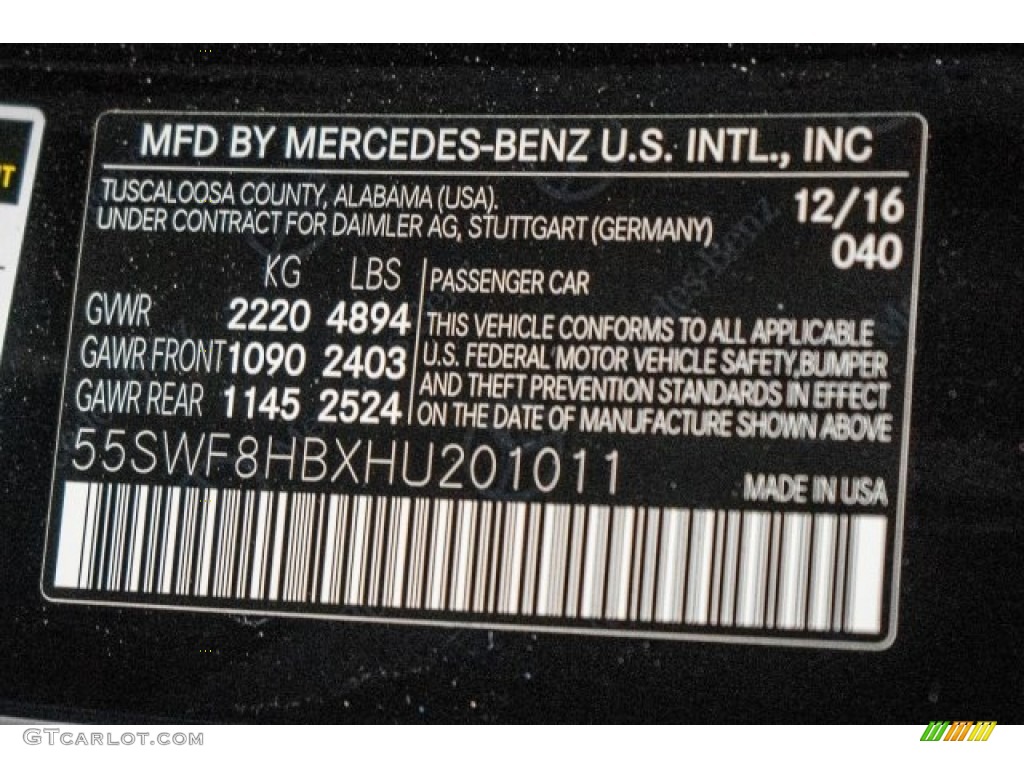 T
MFD BY MERCEDES-BENZ U.S. INTL., INC
TUSCALOOSA COUNTY, ALABAMA (USA).
UNDER CONTRACT FOR DAIMLER AG, STUTTGART (GERMANY)
12/16
040
KG LBS
GVWR 2220 4894
GAWR FRONT 1090 2403
GAWR REAR 1145 2524
PASSENGER CAR
THIS VEHICLE CONFORMS TO ALL APPLICABLE
U.S. FEDERAL MOTOR VEHICLE SAFETY,BUMPER
AND THEFT PREVENTION STANDARDS IN EFFECT
ON THE DATE OF MANUFACTURE SHOWN ABOVE
55SWF8HBXHU201011
MADE IN USA
GTcarlot.com